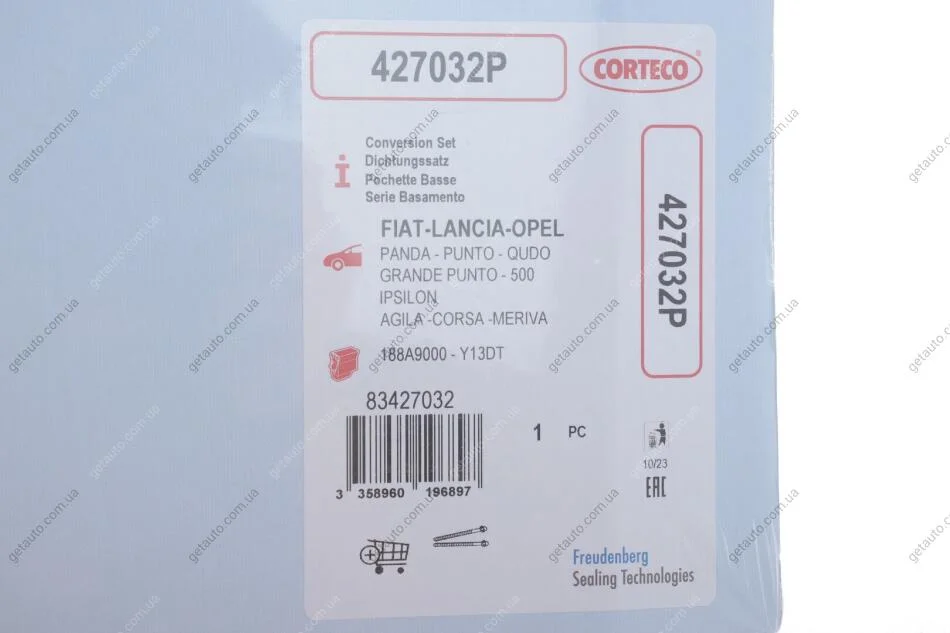 427032P
CORTECO
Conversion Set
Dichtungssatz
Pochette Basse
Serie Basamento
FIAT-LANCIA-OPEL
PANDA - PUNTO - QUDO
GRANDE PUNTO - 500
IPSILON
AGILA -CORSA -MERIVA
188A9000 - Y13DT
427032P
83427032
1 PC
3 358960 196897
10/23
EAC
Freudenberg
Sealing Technologies
getauto.com.ua